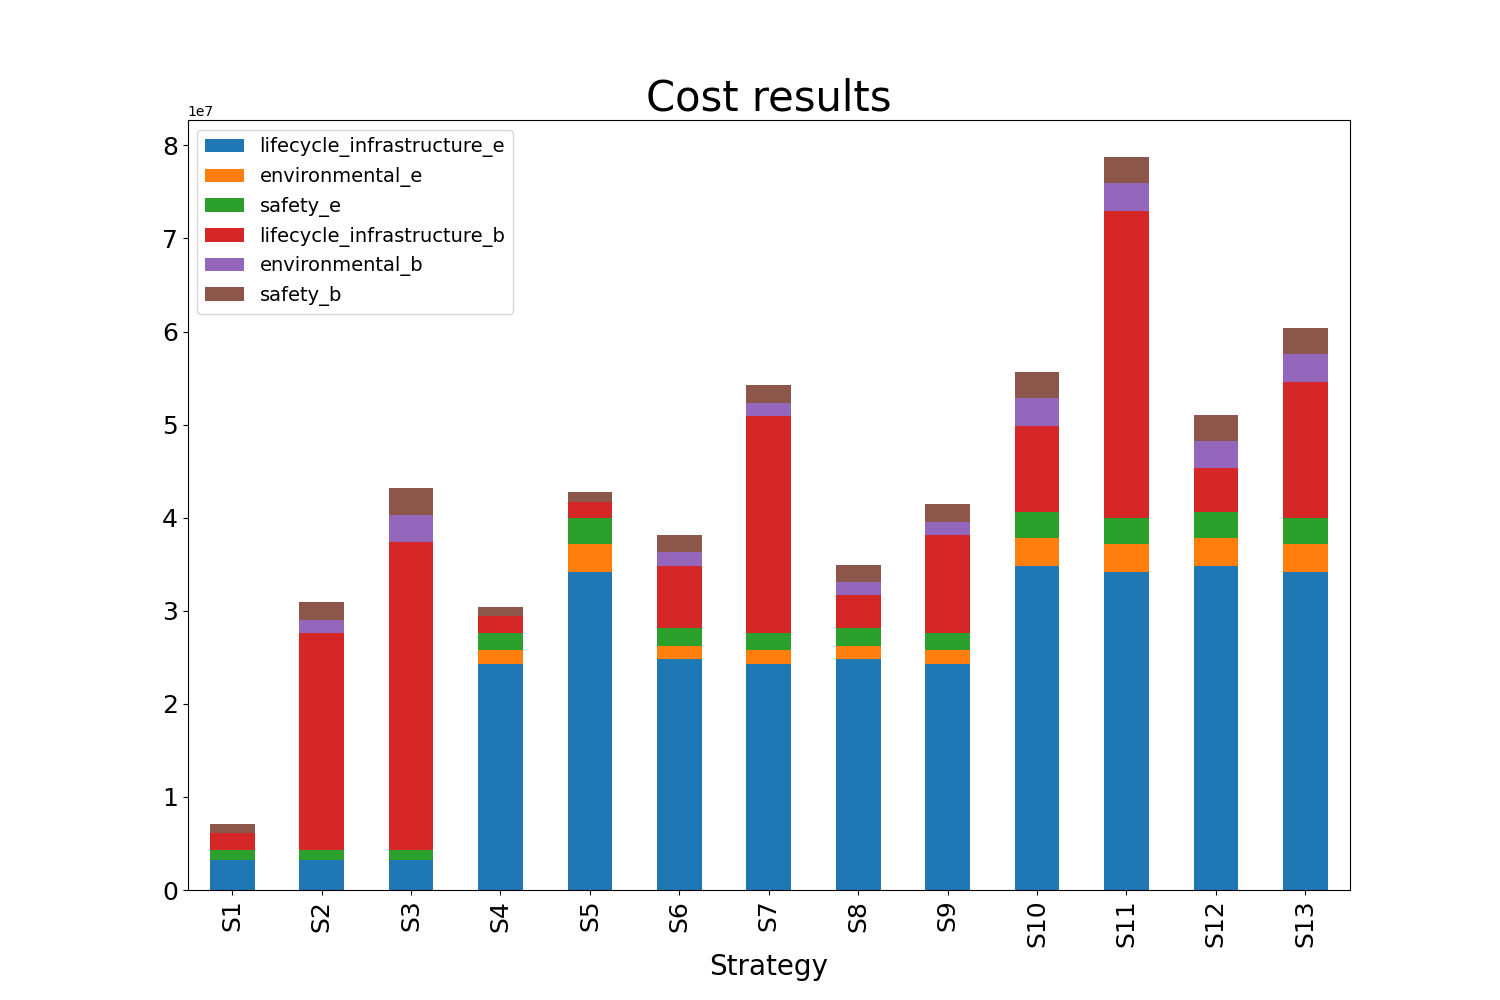 Cost results
1e7
8
7
6
5
4
3
2
1
0
lifecycle_infrastructure_e
environmental_e
safety_e
lifecycle_infrastructure_b
environmental_b
safety_b
S1
S2
S3
S4
S5
S6
S7
S8
S9
S10
S11
S12
S13
Strategy